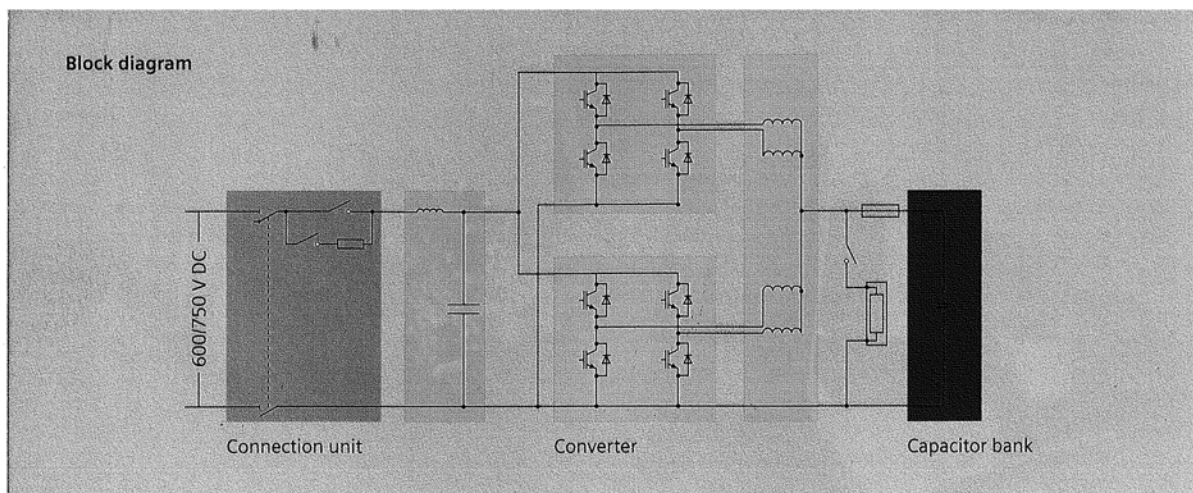 Block diagram
600/750 V DC
Connection unit
Converter
Capacitor bank